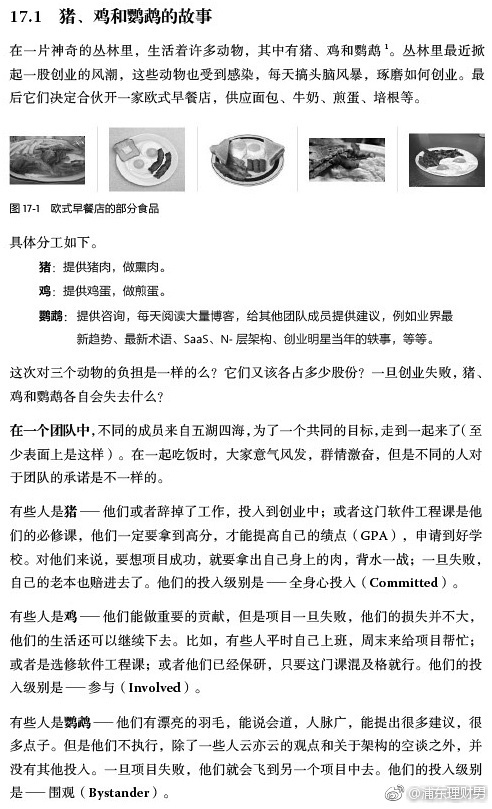 17.1 猪、鸡和鹦鹉的故事
在一片神奇的丛林里，生活着许多动物，其中有猪、鸡和鹦鹉1。丛林里最近掀
起一股创业的风潮，这些动物也受到感染，每天搞头脑风暴，琢磨如何创业。最
后它们决定合伙开一家欧式早餐店，供应面包、牛奶、煎蛋、培根等。
图 17-1 欧式早餐店的部分食品
具体分工如下。
猪：提供猪肉，做熏肉。
鸡：提供鸡蛋，做煎蛋。
鹦鹉：提供咨询，每天阅读大量博客，给其他团队成员提供建议，例如业界最
新趋势、最新术语、SaaS、N- 层架构、创业明星当年的轶事，等等。
这次对三个动物的负担是一样的么？它们又该各占多少股份？一旦创业失败，猪、
鸡和鹦鹉各自会失去什么？
在一个团队中，不同的成员来自五湖四海，为了一个共同的目标，走到一起来了（至
少表面上是这样）。在一起吃饭时，大家意气风发，群情激奋，但是不同的人对
于团队的承诺是不一样的。
有些人是猪——他们或者辞掉了工作，投入到创业中；或者这门软件工程课是他
们的必修课，他们一定要拿到高分，才能提高自己的绩点（GPA），申请到好学
校。对他们来说，要想项目成功，就要拿出自己身上的肉，背水一战；一旦失败，
自己的老本也赔进去了。他们的投入级别是——全身心投入（Committed）。
有些人是鸡——他们能做重要的贡献，但是项目一旦失败，他们的损失并不大，
他们的生活还可以继续下去。比如，有些人平时自己上班，周末来给项目帮忙；
或者是选修软件工程课；或者他们已经保研，只要这门课混及格就行。他们的投
入级别是——参与（Involved）。
有些人是鹦鹉——他们有漂亮的羽毛，能说会道，人脉广，能提出很多建议，很
多点子。但是他们不执行，除了一些人云亦云的观点和关于架构的空谈之外，并
没有其他投入。一旦项目失败，他们就会飞到另一个项目中去。他们的投入级别
是——围观（Bystander）。
@浦东理财男